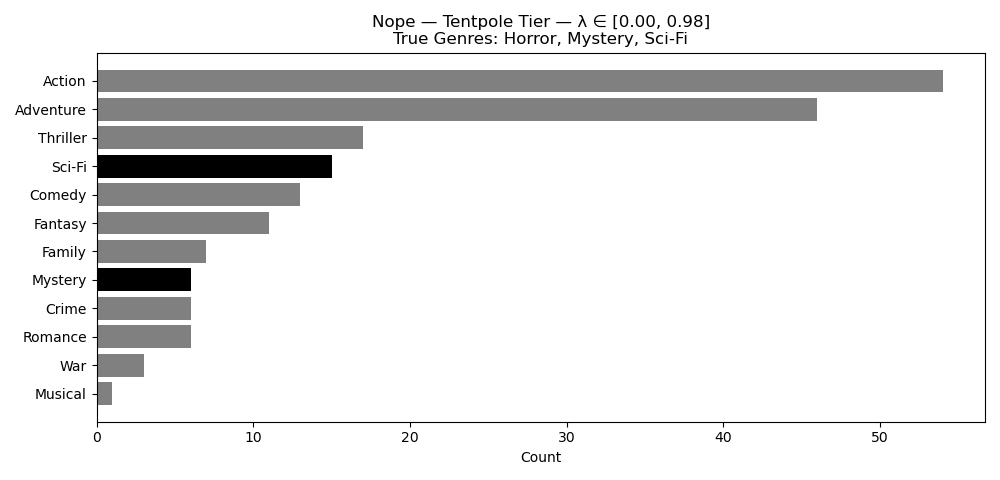 Nope — Tentpole Tier — λ ∈ [0.00, 0.98]
True Genres: Horror, Mystery, Sci-Fi
Action
Adventure
Thriller
Sci-Fi
Comedy
Fantasy
Family
Mystery
Crime
Romance
War
Musical
0 10 20 30 40 50
Count